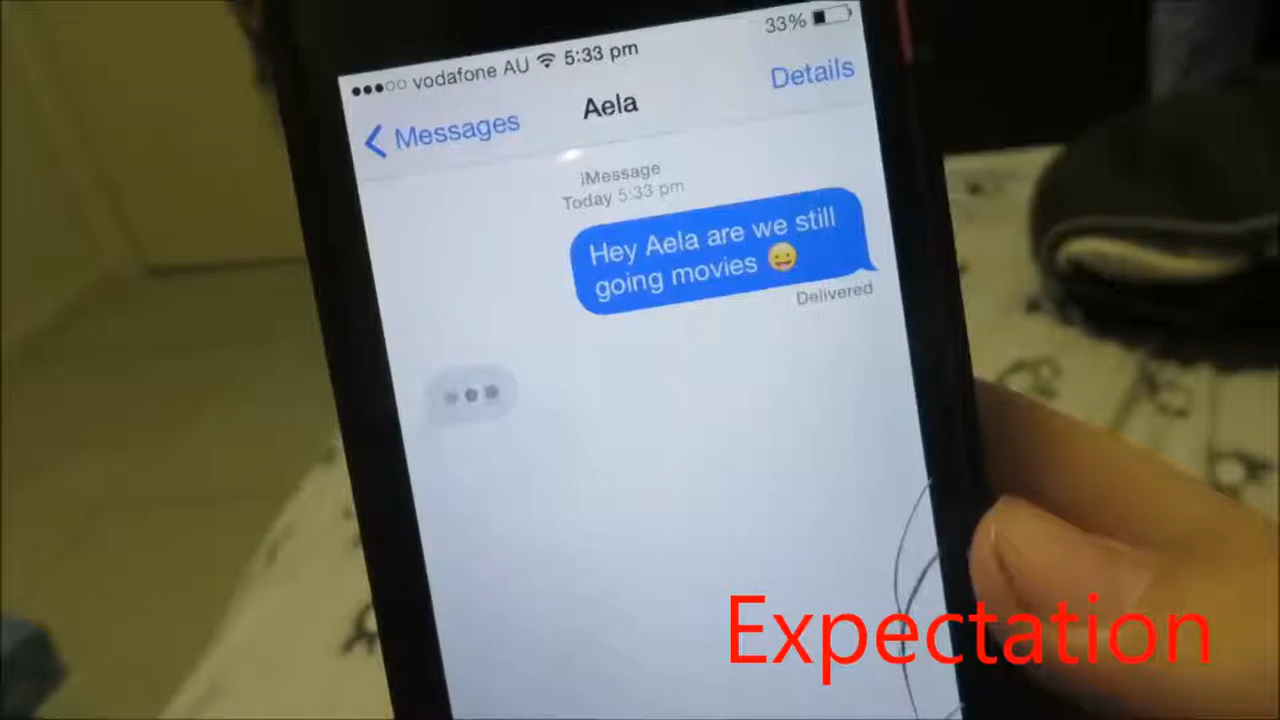 vodafone AU 5:33 pm 33%
Messages Aela Details
iMessage
Today 5:33 pm
Hey Aela are we still
going movies 😀
Delivered
Expectation